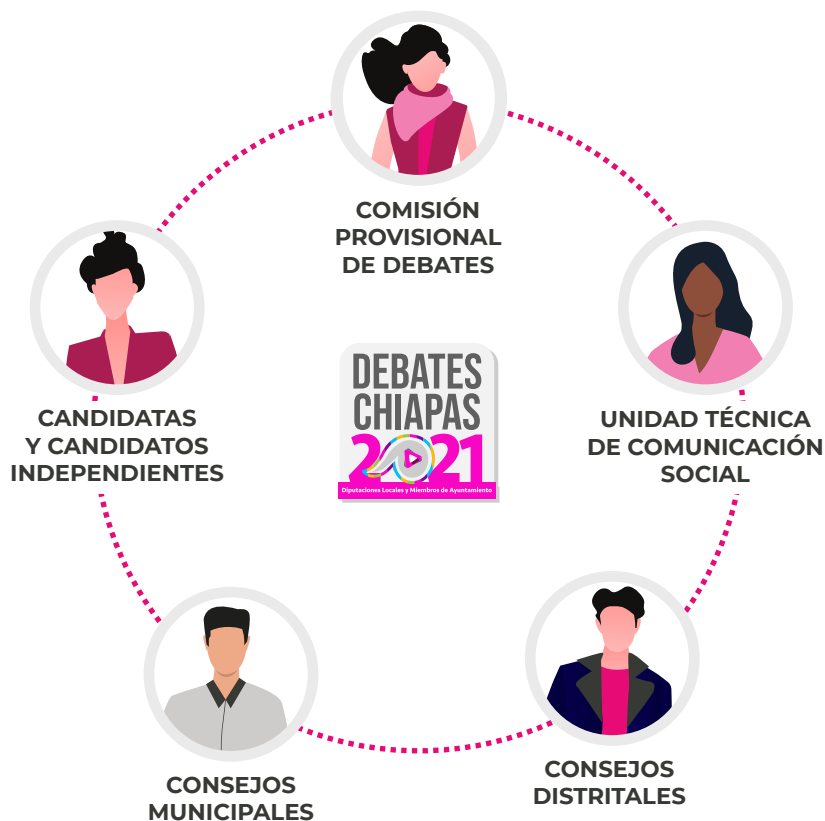 COMISIÓN
PROVISIONAL
DE DEBATES
CANDIDATAS
Y CANDIDATOS
INDEPENDIENTES
DEBATES
CHIAPAS
2021
Diputaciones Locales y Miembros de Ayuntamiento
UNIDAD TÉCNICA
DE COMUNICACIÓN
SOCIAL
CONSEJOS
MUNICIPALES
CONSEJOS
DISTRITALES